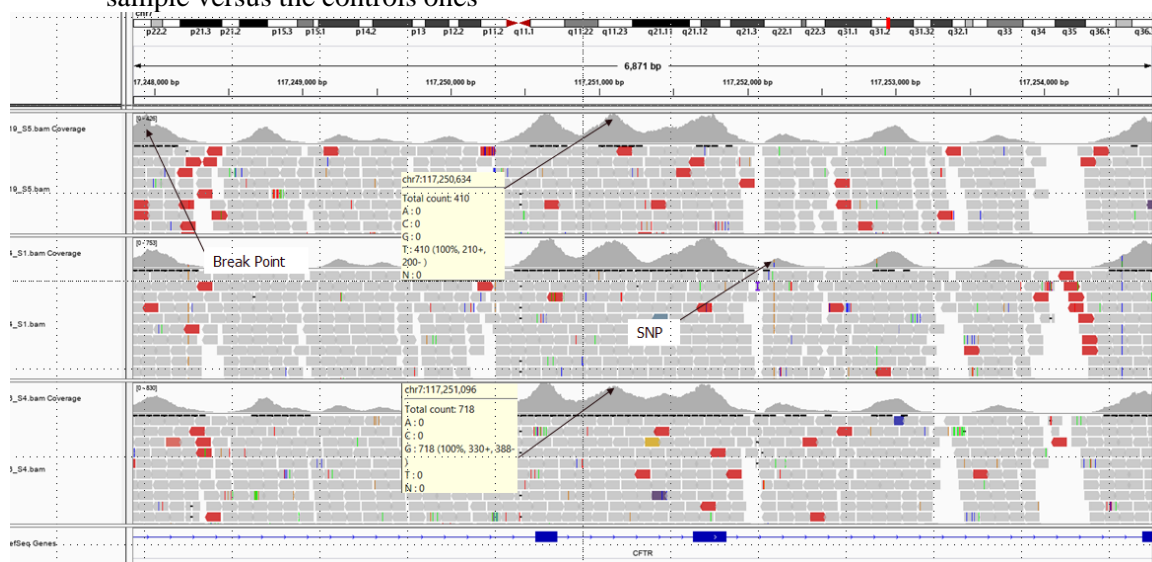 sample versus the controls ones
chr7
p22.2 p21.3 p21.2 p15.3 p15.1 p14.2 p13 p12.2 p11.2 q11.1 q11.22 q11.23 q21.11 q21.12 q21.3 q22.1 q22.3 q31.1 q31.2 q31.32 q32.1 q33 q34 q35 q36.1
6,871 bp
17,248,000 bp 117,249,000 bp 117,250,000 bp 117,251,000 bp 117,252,000 bp 117,253,000 bp 117,254,000 bp
_S5.bam Coverage
[0 - 426]
_S5.bam
chr7:117,250,634
Total count: 410
A : 0
C : 0
G : 0
T : 410 (100%, 210+,
200- )
N : 0
Break Point
_S1.bam Coverage
[0 - 753]
_S1.bam
SNP
_S4.bam Coverage
[0 - 830]
_S4.bam
chr7:117,251,096
Total count: 718
A : 0
C : 0
G : 718 (100%, 330+, 388-
)
T : 0
N : 0
efSeq Genes
CFTR